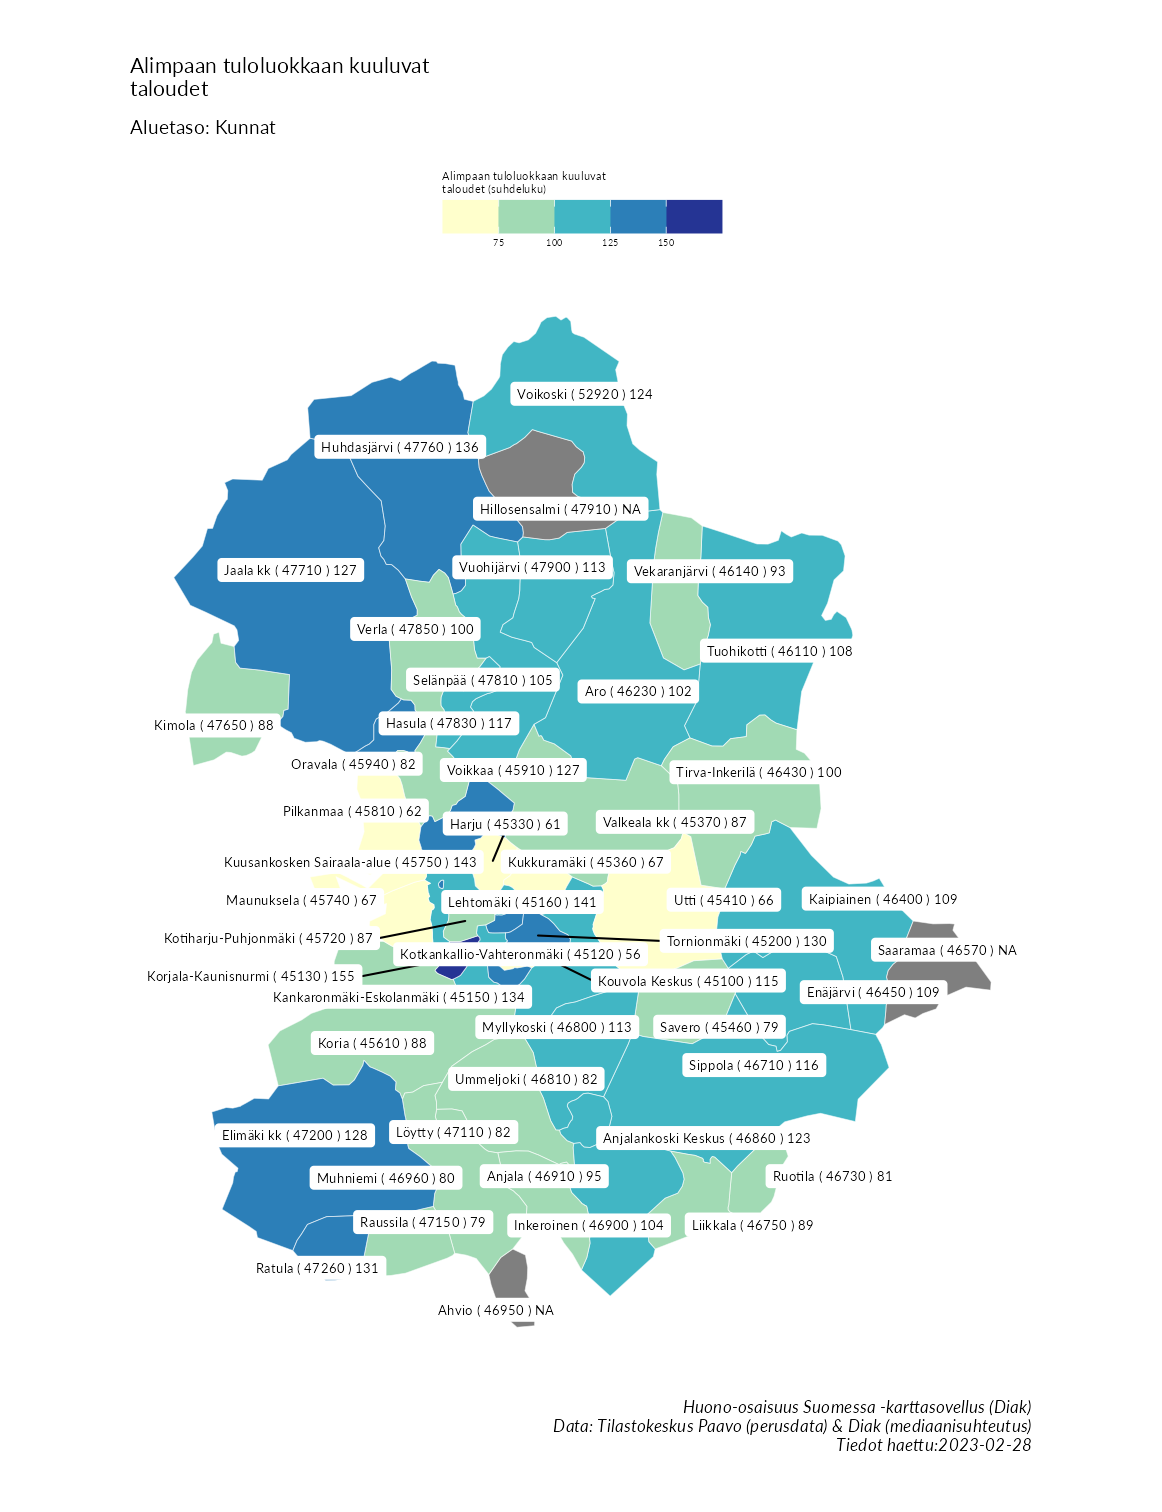 Alimpaan tuloluokkaan kuuluvat
taloudet
Aluetaso: Kunnat
Alimpaan tuloluokkaan kuuluvat
taloudet (suhdeluku)
75 100 125 150
Voikoski ( 52920 ) 124
Huhdasjärvi ( 47760 ) 136
Hillosensalmi ( 47910 ) NA
Jaala kk ( 47710 ) 127
Vuohijärvi ( 47900 ) 113
Vekaranjärvi ( 46140 ) 93
Verla ( 47850 ) 100
Tuohikotti ( 46110 ) 108
Selänpää ( 47810 ) 105
Aro ( 46230 ) 102
Kimola ( 47650 ) 88
Hasula ( 47830 ) 117
Oravala ( 45940 ) 82
Voikkaa ( 45910 ) 127
Tirva-Inkerilä ( 46430 ) 100
Pilkanmaa ( 45810 ) 62
Harju ( 45330 ) 61
Valkeala kk ( 45370 ) 87
Kuusankosken Sairaala-alue ( 45750 ) 143
Kukkuramäki ( 45360 ) 67
Maunuksela ( 45740 ) 67
Lehtomäki ( 45160 ) 141
Utti ( 45410 ) 66
Kaipiainen ( 46400 ) 109
Kotiharju-Puhjonmäki ( 45720 ) 87
Tornionmäki ( 45200 ) 130
Saaramaa ( 46570 ) NA
Kotkankallio-Vahteronmäki ( 45120 ) 56
Korjala-Kaunisnurmi ( 45130 ) 155
Kouvola Keskus ( 45100 ) 115
Enäjärvi ( 46450 ) 109
Kankaronmäki-Eskolanmäki ( 45150 ) 134
Myllykoski ( 46800 ) 113
Savero ( 45460 ) 79
Koria ( 45610 ) 88
Sippola ( 46710 ) 116
Ummeljoki ( 46810 ) 82
Elimäki kk ( 47200 ) 128
Löytty ( 47110 ) 82
Anjalankoski Keskus ( 46860 ) 123
Muhniemi ( 46960 ) 80
Anjala ( 46910 ) 95
Ruotila ( 46730 ) 81
Raussila ( 47150 ) 79
Inkeroinen ( 46900 ) 104
Liikkala ( 46750 ) 89
Ratula ( 47260 ) 131
Ahvio ( 46950 ) NA
Huono-osaisuus Suomessa -karttasovellus (Diak)
Data: Tilastokeskus Paavo (perusdata) & Diak (mediaanisuhteutus)
Tiedot haettu:2023-02-28